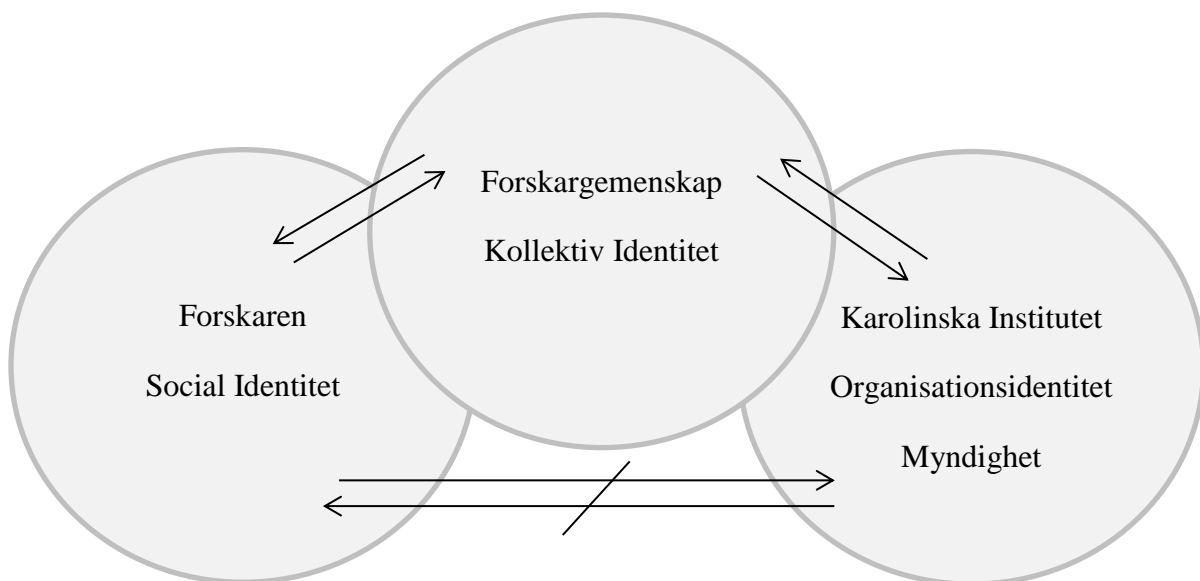 Forskargemenskap
Kollektiv Identitet
Forskaren
Social Identitet
Karolinska Institutet
Organisationsidentitet
Myndighet